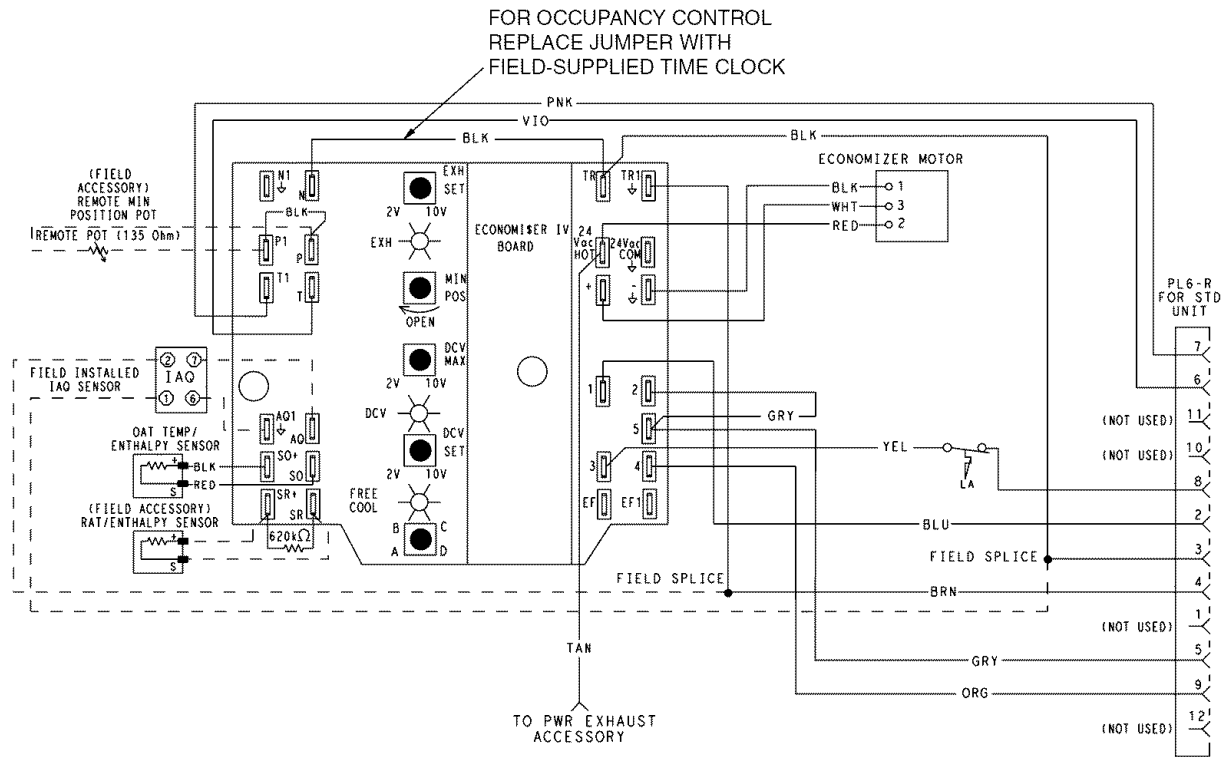 FOR OCCUPANCY CONTROL
REPLACE JUMPER WITH
FIELD-SUPPLIED TIME CLOCK
PNK
VIO
BLK
BLK
(FIELD
ACCESSORY)
REMOTE MIN
POSITION POT
REMOTE POT (135 Ohm)
N1
N
BLK
P1
P
T1
T
EXH
SET
2V 10V
EXH
MIN
POS
OPEN
DCV
MAX
2V 10V
DCV
DCV
SET
2V 10V
FREE
COOL
B C
A D
ECONOMI$ER IV
BOARD
TR
TR1
24
Vac
HOT
24Vac
COM
+
-
1
2
5
3
4
EF
EF1
ECONOMIZER MOTOR
BLK 1
WHT 3
RED 2
FIELD INSTALLED
IAQ SENSOR
2 7
IAQ
1 6
AQ1
AQ
OAT TEMP/
ENTHALPY SENSOR
+
BLK
S
RED
SO+
SO
(FIELD ACCESSORY)
RAT/ENTHALPY SENSOR
+
S
SR+
SR
620kΩ
GRY
YEL
LA
BLU
FIELD SPLICE
FIELD SPLICE
BRN
TAN
GRY
ORG
TO PWR EXHAUST
ACCESSORY
PL6-R
FOR STD
UNIT
7
6
(NOT USED) 11
(NOT USED) 10
8
2
3
4
(NOT USED) 1
5
9
(NOT USED) 12